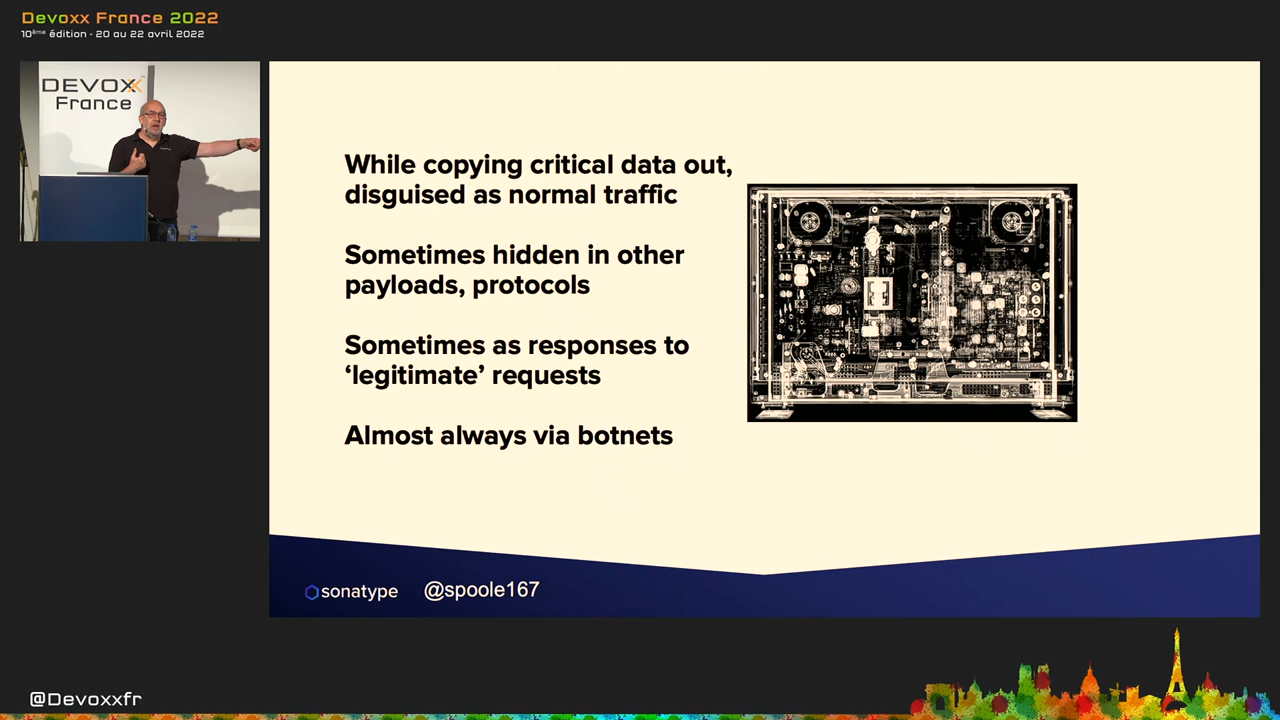 Devoxx France 2022
10ème édition - 20 au 22 avril 2022
DEVOXX
France
While copying critical data out,
disguised as normal traffic
Sometimes hidden in other
payloads, protocols
Sometimes as responses to
‘legitimate’ requests
Almost always via botnets
sonatype @spoole167
@Devoxxfr